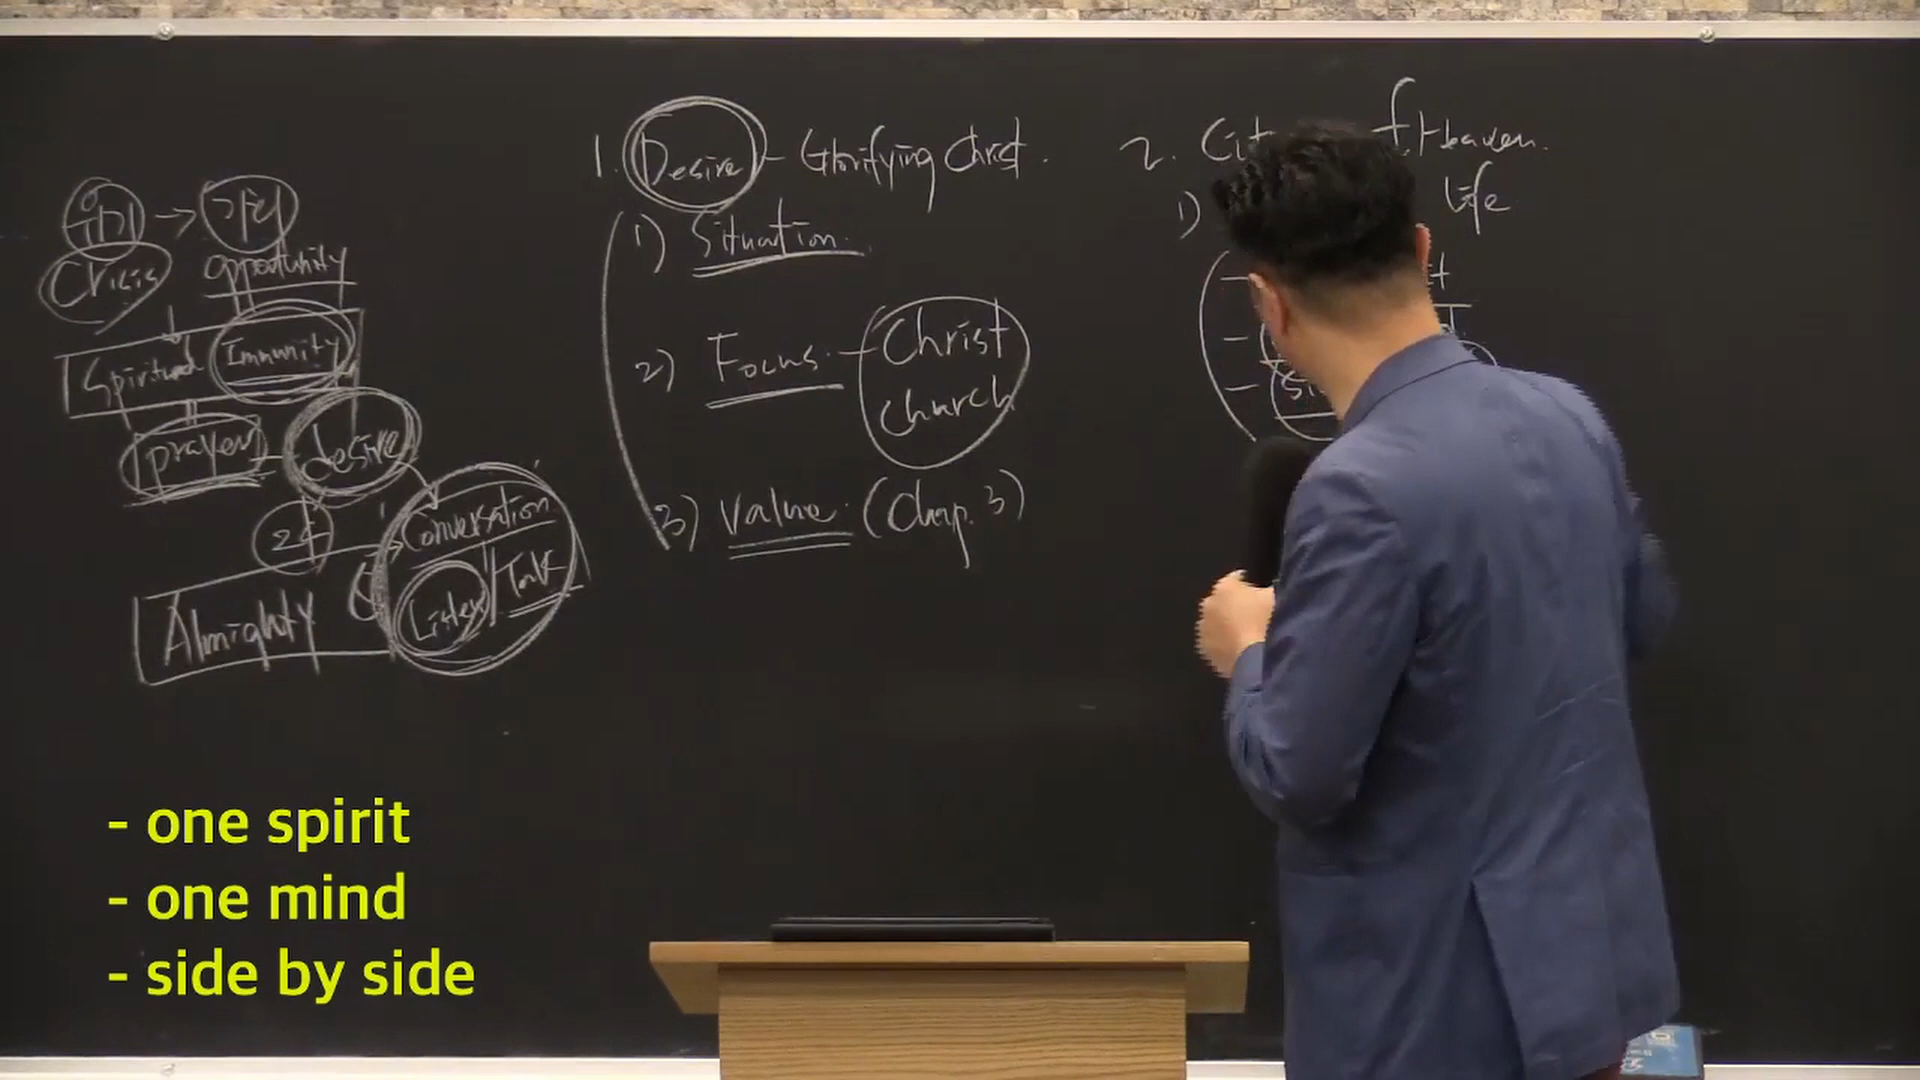 위기 → 기회
Crisis opportunity
Spiritual Immunity
prayer desire
24
Conversation
Listen / Talk
Almighty
1. Desire - Glorifying Christ.
1) Situation.
2) Focus. - Christ
church
3) Value. (Chap. 3)
2. of Heaven.
1) life
- one spirit
- one mind
- side by side